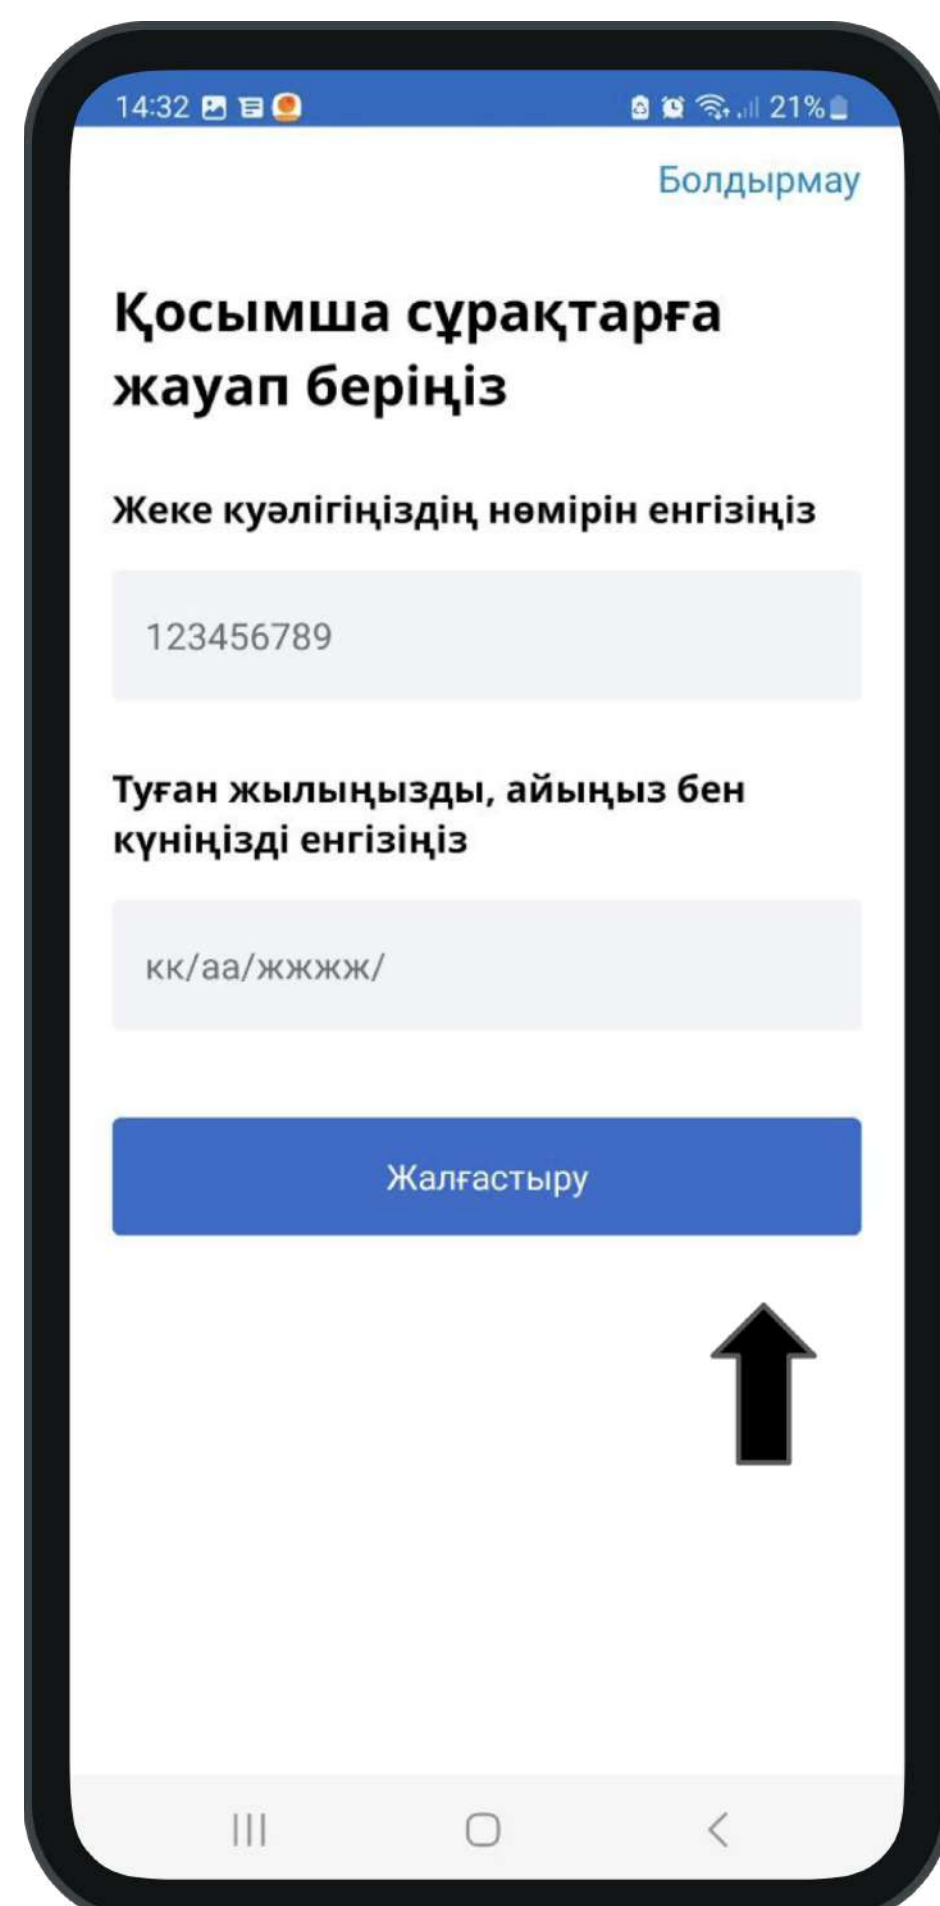 14:32 21%
Болдырмау
Қосымша сұрақтарға
жауап беріңіз
Жеке куәлігіңіздің нөмірін енгізіңіз
123456789
Туған жылыңызды, айыңыз бен
күніңізді енгізіңіз
кк/аа/жжжж/
Жалғастыру